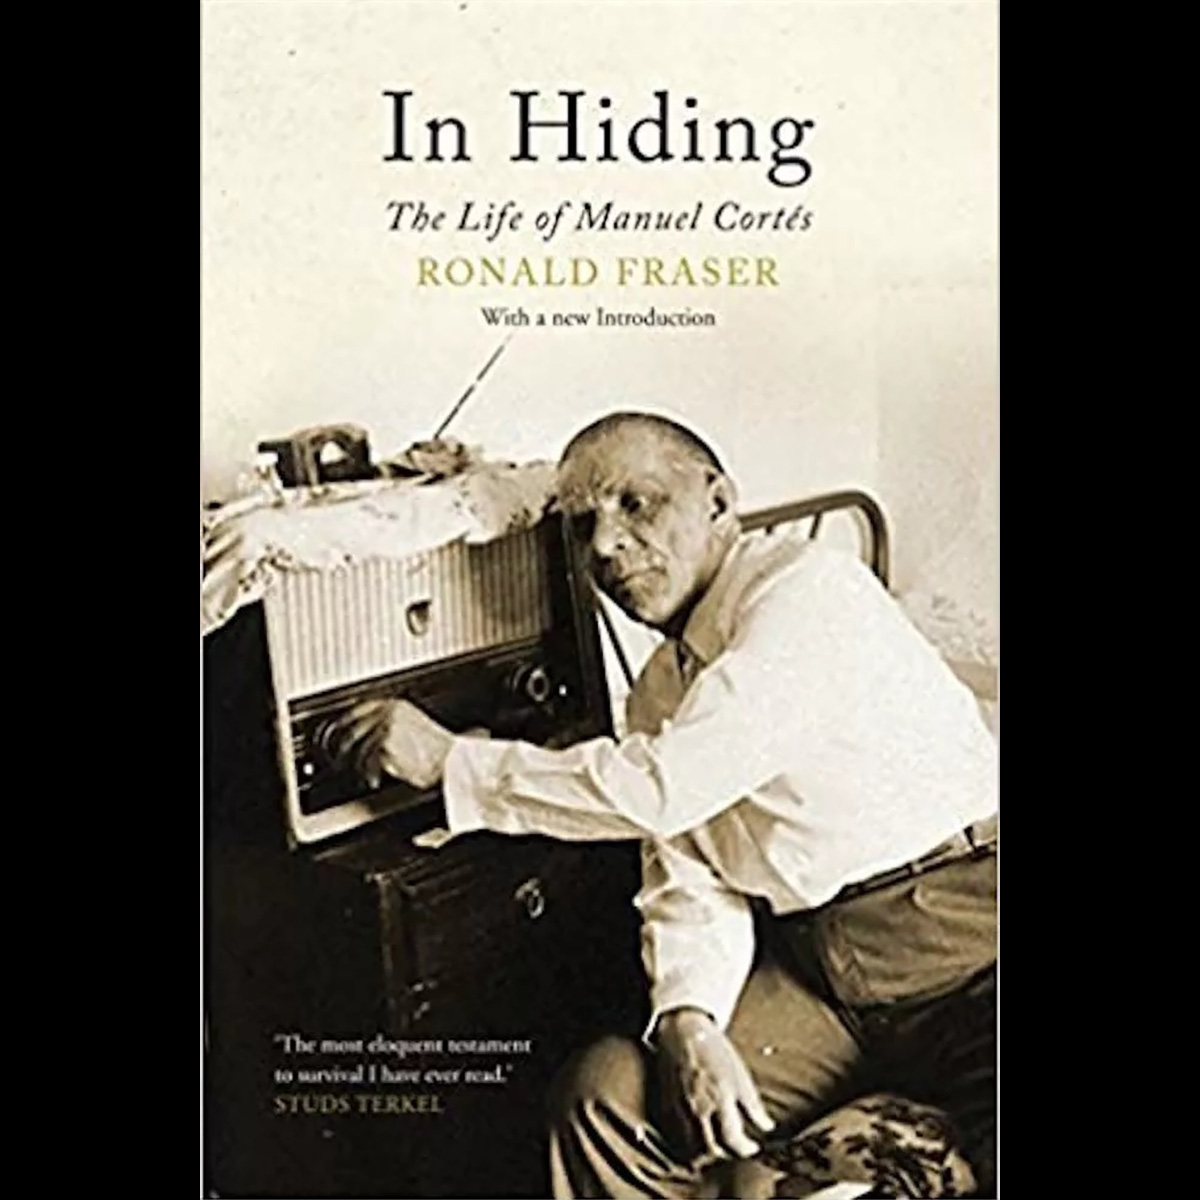 In Hiding
The Life of Manuel Cortés
RONALD FRASER
With a new Introduction
'The most eloquent testament
to survival I have ever read.'
STUDS TERKEL